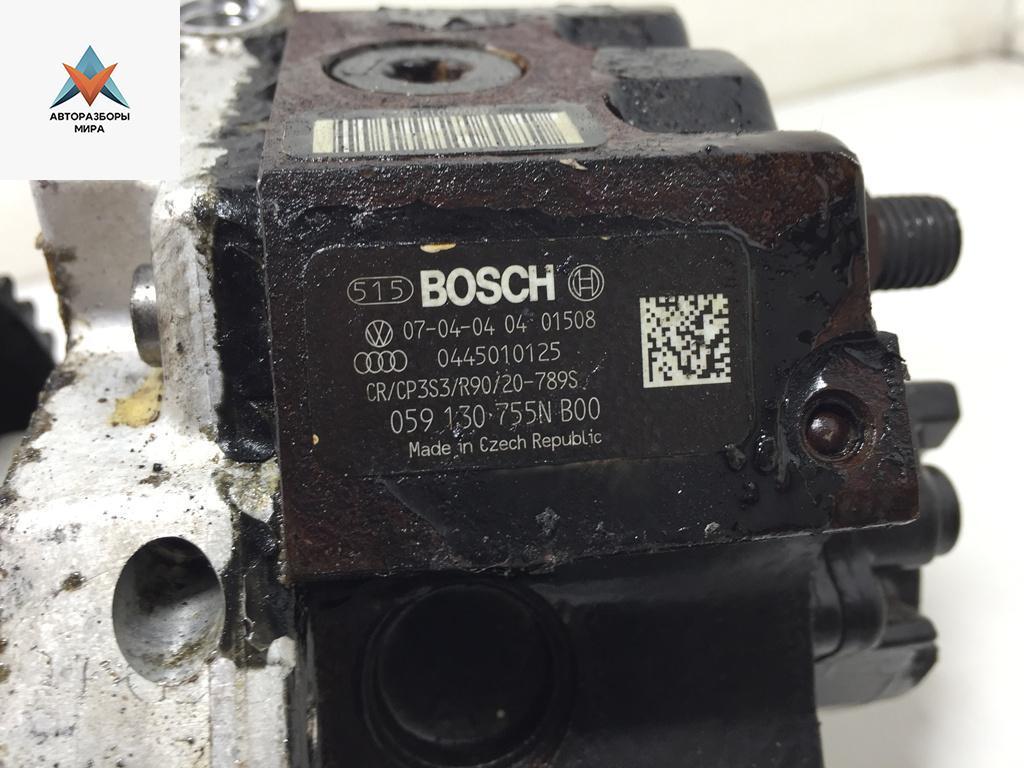 АВТОРАЗБОРЫ
МИРА
515 BOSCH
07-04-04 04 01508
0445010125
CR/CP3S3/R90/20-789S
059 130 755N B00
Made in Czech Republic